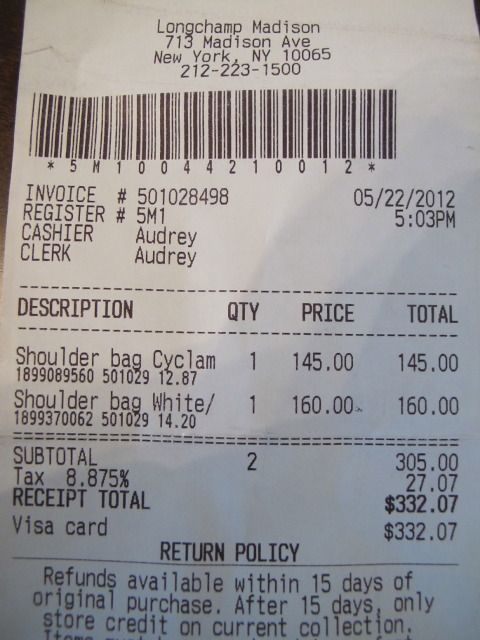 Longchamp Madison
713 Madison Ave
New York, NY 10065
212-223-1500
*5M10044210012*
INVOICE # 501028498 05/22/2012
REGISTER # 5M1 5:03PM
CASHIER Audrey
CLERK Audrey
DESCRIPTION QTY PRICE TOTAL
Shoulder bag Cyclam 1 145.00 145.00
1899089560 501029 12.87
Shoulder bag White/ 1 160.00 160.00
1899370062 501029 14.20
SUBTOTAL 2 305.00
Tax 8.875% 27.07
RECEIPT TOTAL $332.07
Visa card $332.07
RETURN POLICY
Refunds available within 15 days of
original purchase. After 15 days, only
store credit on current collection.
Items must